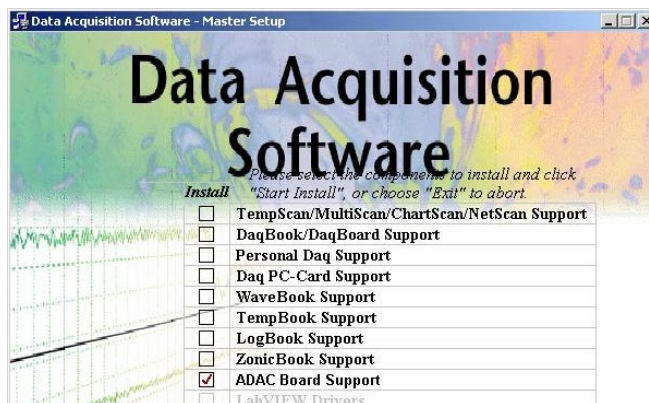 Data Acquisition Software - Master Setup
Data Acquisition
Software
Please select the components to install and click
Install "Start Install", or choose "Exit" to abort.
TempScan/MultiScan/ChartScan/NetScan Support
DaqBook/DaqBoard Support
Personal Daq Support
Daq PC-Card Support
WaveBook Support
TempBook Support
LogBook Support
ZonicBook Support
ADAC Board Support
LabVIEW Drivers